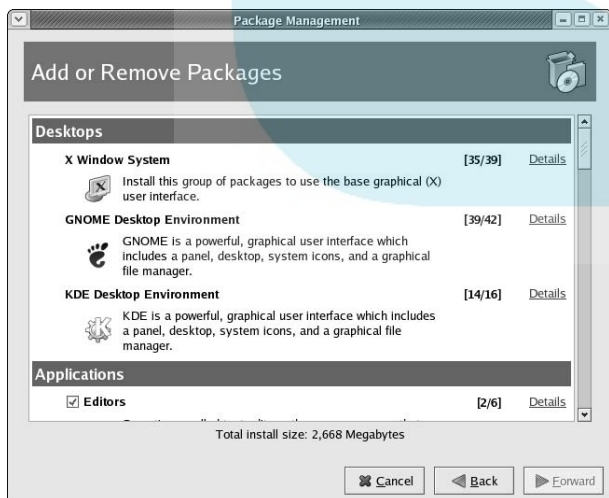 Package Management
Add or Remove Packages
Desktops
X Window System [35/39] Details
Install this group of packages to use the base graphical (X)
user interface.
GNOME Desktop Environment [39/42] Details
GNOME is a powerful, graphical user interface which
includes a panel, desktop, system icons, and a graphical
file manager.
KDE Desktop Environment [14/16] Details
KDE is a powerful, graphical user interface which includes
a panel, desktop, system icons, and a graphical file
manager.
Applications
Editors [2/6] Details
Total install size: 2,668 Megabytes
Cancel Back Forward